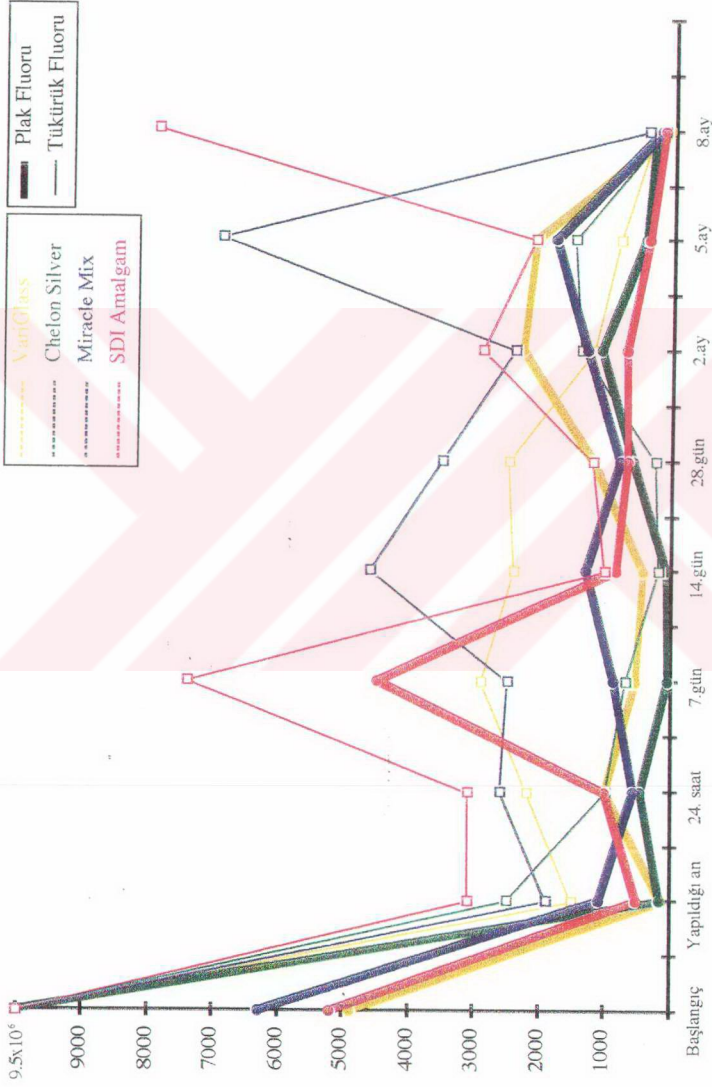 Plak Fluoru
Tükürük Fluoru
VariGlass
Chelon Silver
Miracle Mix
SDI Amalgam
9.5x10⁶
9000
8000
7000
6000
5000
4000
3000
2000
1000
Başlangıç
Yapıldığı an
24. saat
7.gün
14.gün
28.gün
2.ay
5.ay
8.ay